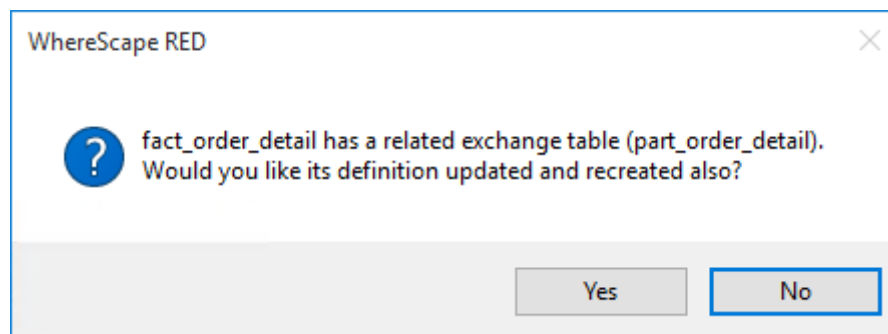 WhereScape RED
fact_order_detail has a related exchange table (part_order_detail).
Would you like its definition updated and recreated also?
Yes
No